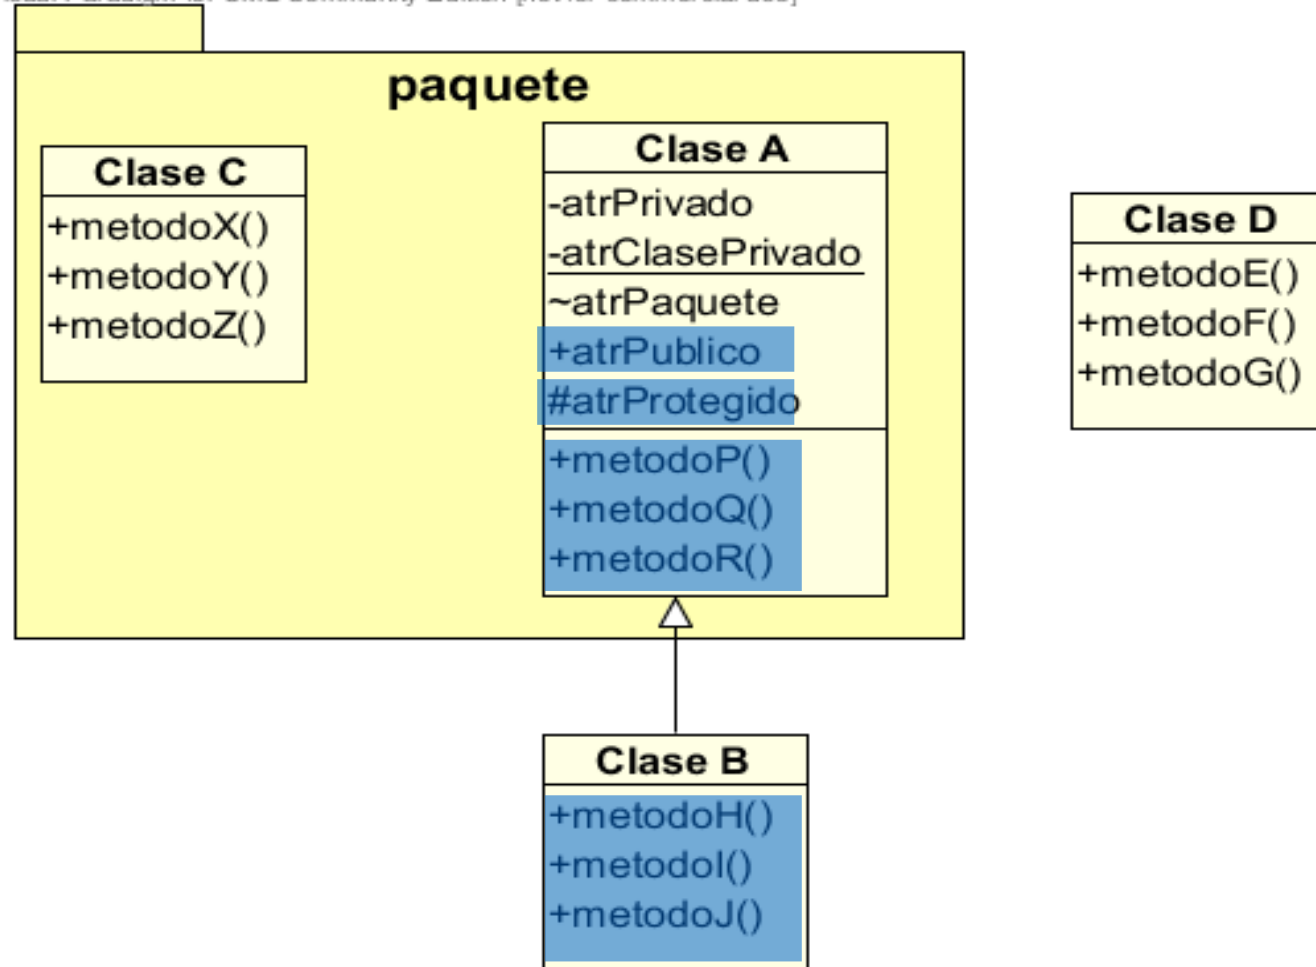 paquete
Clase C
+metodoX()
+metodoY()
+metodoZ()
Clase A
-atrPrivado
-atrClasePrivado
~atrPaquete
+atrPublico
#atrProtegido
+metodoP()
+metodoQ()
+metodoR()
Clase D
+metodoE()
+metodoF()
+metodoG()
Clase B
+metodoH()
+metodoI()
+metodoJ()